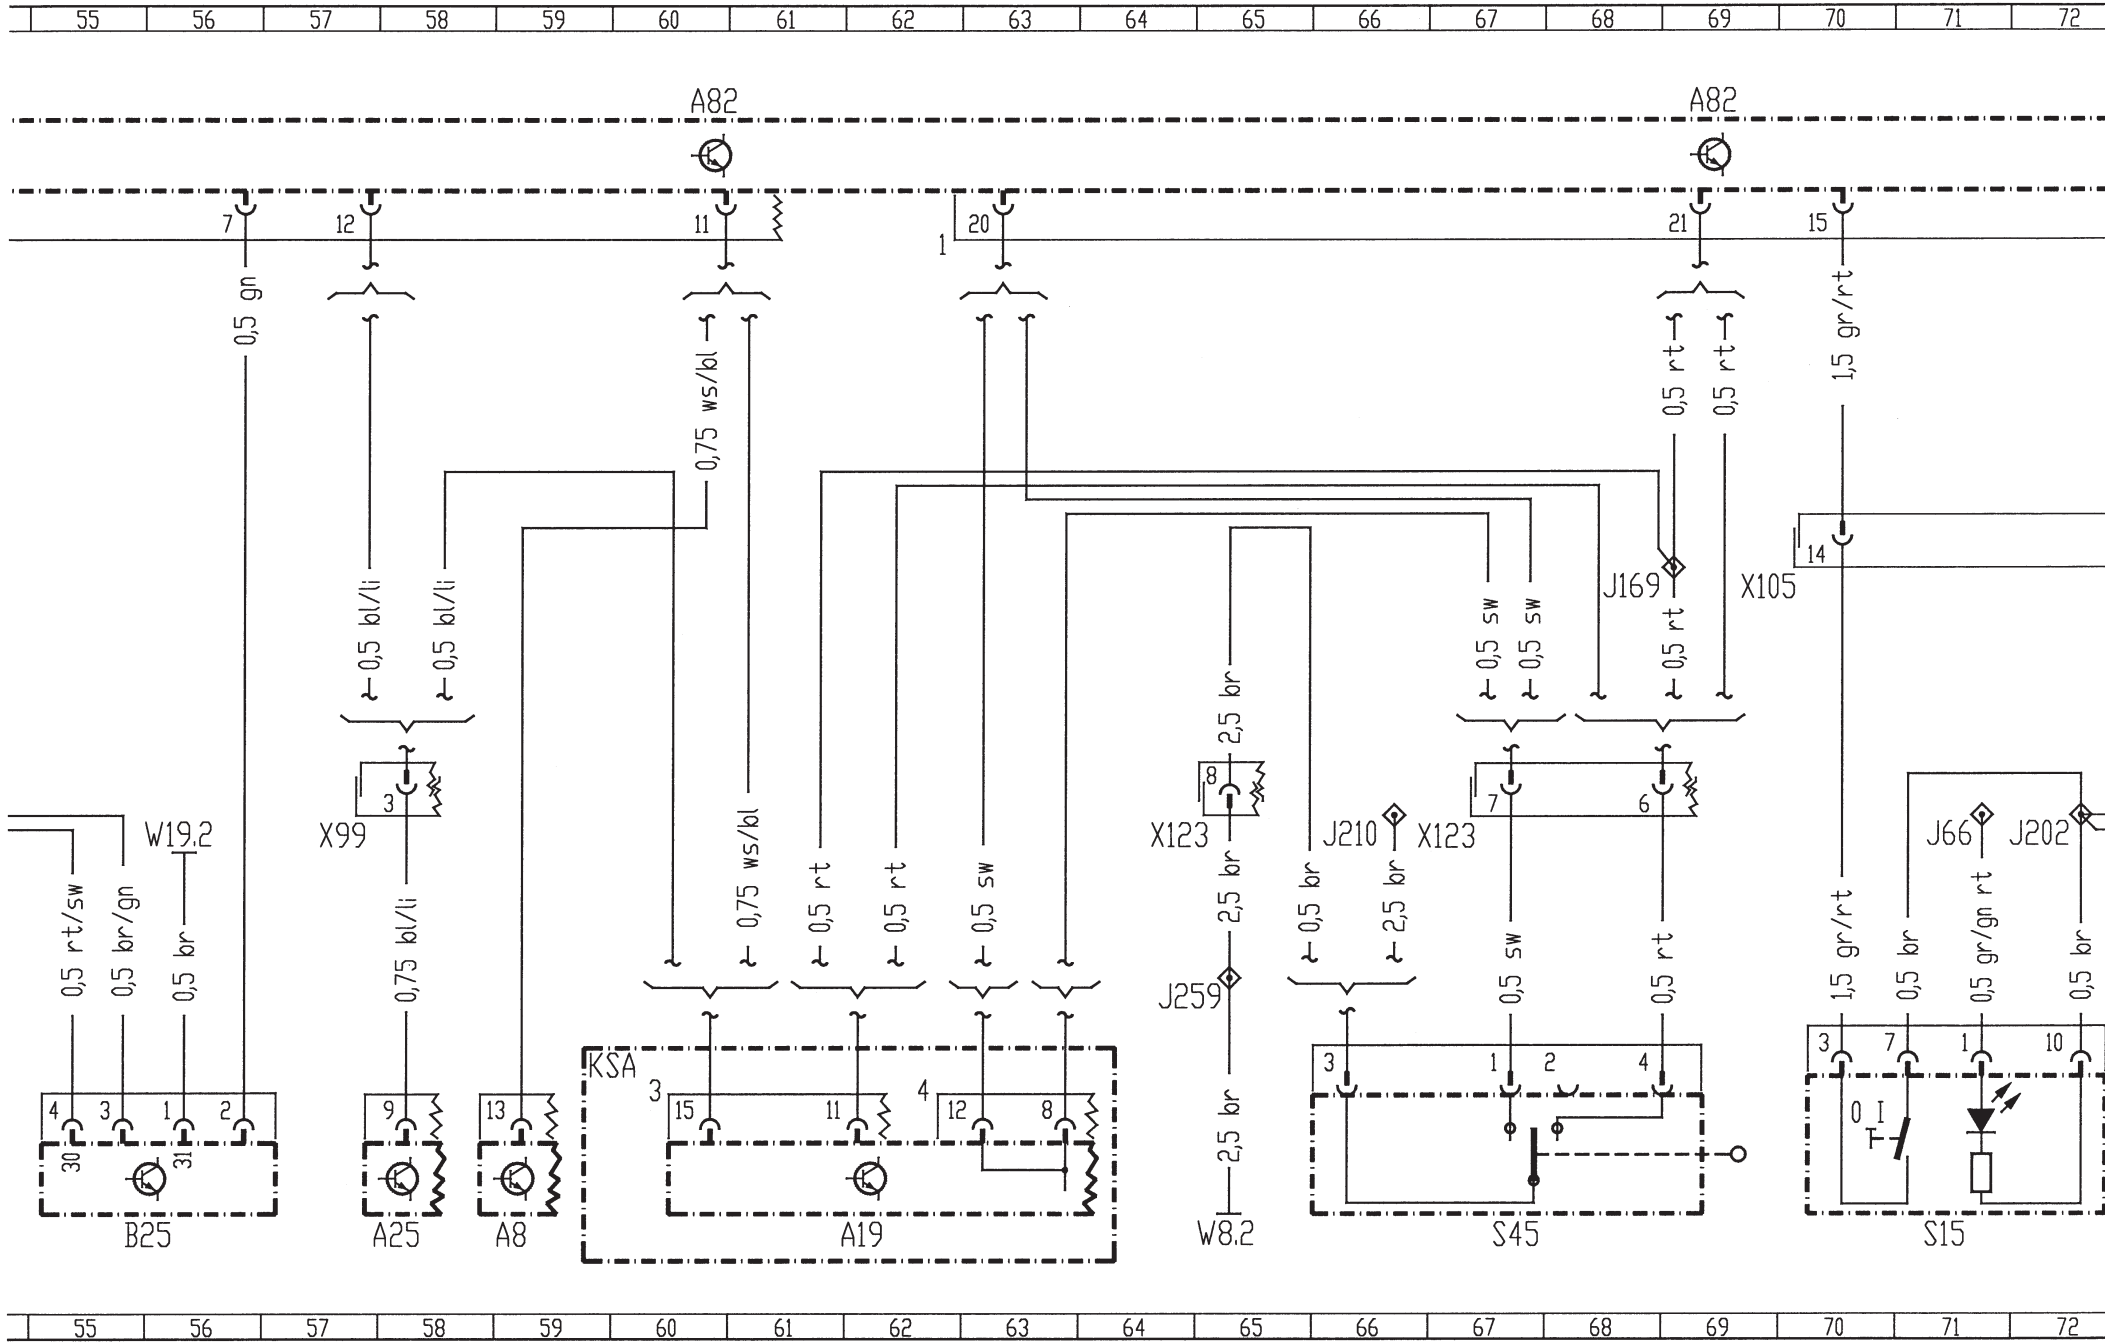 55 56 57 58 59 60 61 62 63 64 65 66 67 68 69 70 71 72
A82 A82
7 12 11 20 21 15
1
0,5 gn
0,75 ws/bl
0,5 rt
0,5 rt
1,5 gr/rt
14
J169 X105
0,5 bl/li
0,5 bl/li
0,5 sw
0,5 sw
0,5 rt
2,5 br
3 8 7 6
X99 X123 J210 X123 J66 J202
W19.2
0,5 rt/sw
0,5 br/gn
0,5 br
0,75 bl/li
0,75 ws/bl
0,5 rt
0,5 rt
0,5 sw
2,5 br
0,5 br
2,5 br
0,5 sw
0,5 rt
1,5 gr/rt
0,5 br
0,5 gr/gn rt
0,5 br
J259
KSA
3 1 2 4
3 7 1 10
3 4
4 3 1 2
9
13
15 11
12 8
2,5 br
0 I
30 31
B25 A25 A8 A19 W8.2 S45 S15
55 56 57 58 59 60 61 62 63 64 65 66 67 68 69 70 71 72